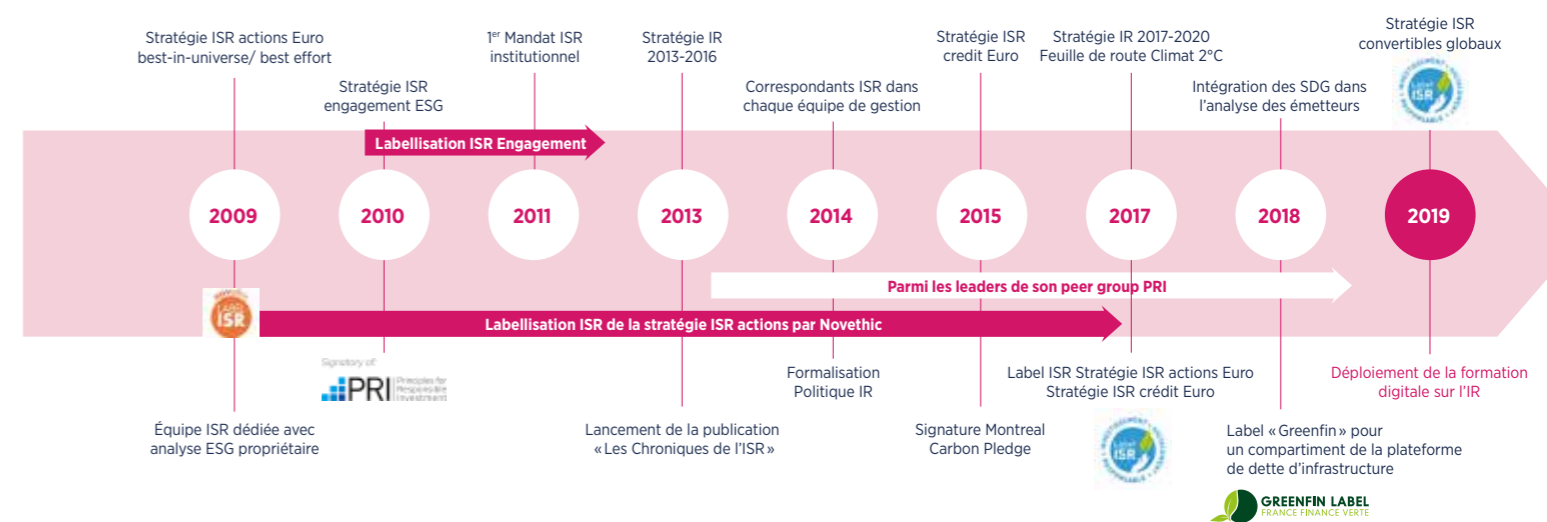 Stratégie ISR actions Euro
best-in-universe/ best effort
Stratégie ISR
engagement ESG
1er Mandat ISR
institutionnel
Stratégie IR
2013-2016
Correspondants ISR dans
chaque équipe de gestion
Stratégie ISR
credit Euro
Stratégie IR 2017-2020
Feuille de route Climat 2°C
Intégration des SDG dans
l'analyse des émetteurs
Stratégie ISR
convertibles globaux
LABEL
ISR
Labellisation ISR Engagement
2009
2010
2011
2013
2014
2015
2017
2018
2019
Parmi les leaders de son peer group PRI
ISR
Labellisation ISR de la stratégie ISR actions par Novethic
Équipe ISR dédiée avec
analyse ESG propriétaire
Signatory of:
PRI
Principles for
Responsible
Investment
Lancement de la publication
«Les Chroniques de l'ISR»
Formalisation
Politique IR
Signature Montreal
Carbon Pledge
Label ISR Stratégie ISR actions Euro
Stratégie ISR crédit Euro
LABEL
ISR
Label «Greenfin» pour
un compartiment de la plateforme
de dette d'infrastructure
GREENFIN LABEL
FRANCE FINANCE VERTE
Déploiement de la formation
digitale sur l'IR